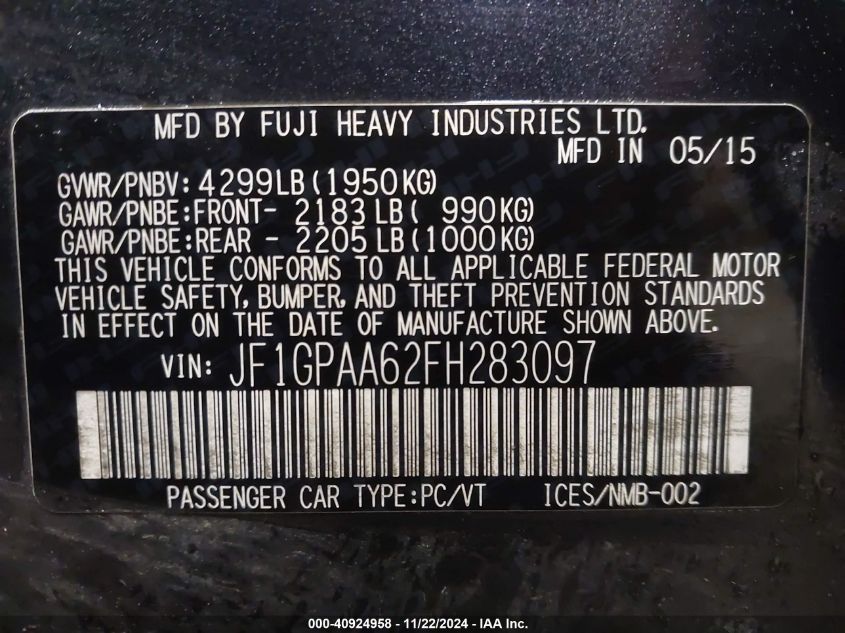 MFD BY FUJI HEAVY INDUSTRIES LTD.
MFD IN 05/15
GVWR/PNBV: 4299LB (1950KG)
GAWR/PNBE:FRONT- 2183 LB ( 990KG)
GAWR/PNBE:REAR - 2205 LB (1000KG)
THIS VEHICLE CONFORMS TO ALL APPLICABLE FEDERAL MOTOR
VEHICLE SAFETY, BUMPER, AND THEFT PREVENTION STANDARDS
IN EFFECT ON THE DATE OF MANUFACTURE SHOWN ABOVE.
VIN: JF1GPAA62FH283097
PASSENGER CAR TYPE:PC/VT ICES/NMB-002
000-40924958 - 11/22/2024 - IAA Inc.